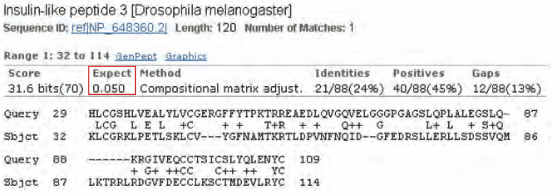 Insulin-like peptide 3 [Drosophila melanogaster]
Sequence ID: ref|NP_648360.2| Length: 120 Number of Matches: 1
Range 1: 32 to 114 GenPept Graphics
Score Expect Method Identities Positives Gaps
31.6 bits(70) 0.050 Compositional matrix adjust. 21/88(24%) 40/88(45%) 12/88(13%)
Query 29 HLCGSHLVEALYLVCGERGFFYTPKTRREAEDLQVGQVELGGGPGAGSLQPLALEGSLQ- 87
LCG L E L +C + + T+R + + Q++ G L+ L + S+Q
Sbjct 32 KLCGRKLPETLSKLCV---YGFNAMTKRTLDPVNFNQID-GFEDRSLLERLLSDSSVQM 86
Query 88 ------KRGIVEQCCTSICSLYQLENYC 109
+ G+ ++CC C++ ++ YC
Sbjct 87 LKTRRLRDGVFDECCLKSCTMDEVLRYC 114